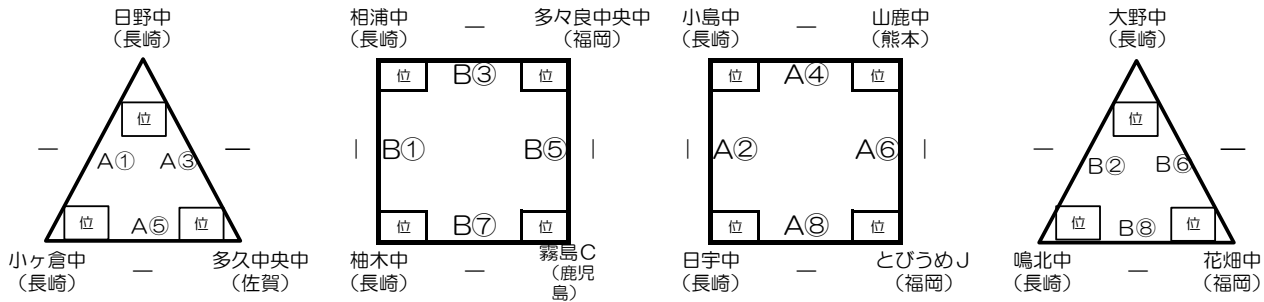 日野中
（長崎）
位
A① A③
位 A⑤ 位
小ヶ倉中
（長崎）
多久中央中
（佐賀）
相浦中
（長崎）
多々良中央中
（福岡）
位 B③ 位
B① B⑤
位 B⑦ 位
柚木中
（長崎）
霧島C
（鹿児
島）
小島中
（長崎）
山鹿中
（熊本）
位 A④ 位
A② A⑥
位 A⑧ 位
日宇中
（長崎）
とびうめJ
（福岡）
大野中
（長崎）
位
B② B⑥
位 B⑧ 位
鳴北中
（長崎）
花畑中
（福岡）